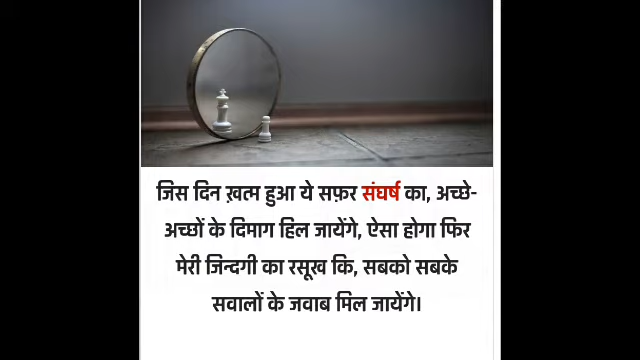 जिस दिन ख़त्म हुआ ये सफ़र संघर्ष का, अच्छे-
अच्छों के दिमाग हिल जायेंगे, ऐसा होगा फिर
मेरी जिन्दगी का रसूख कि, सबको सबके
सवालों के जवाब मिल जायेंगे।